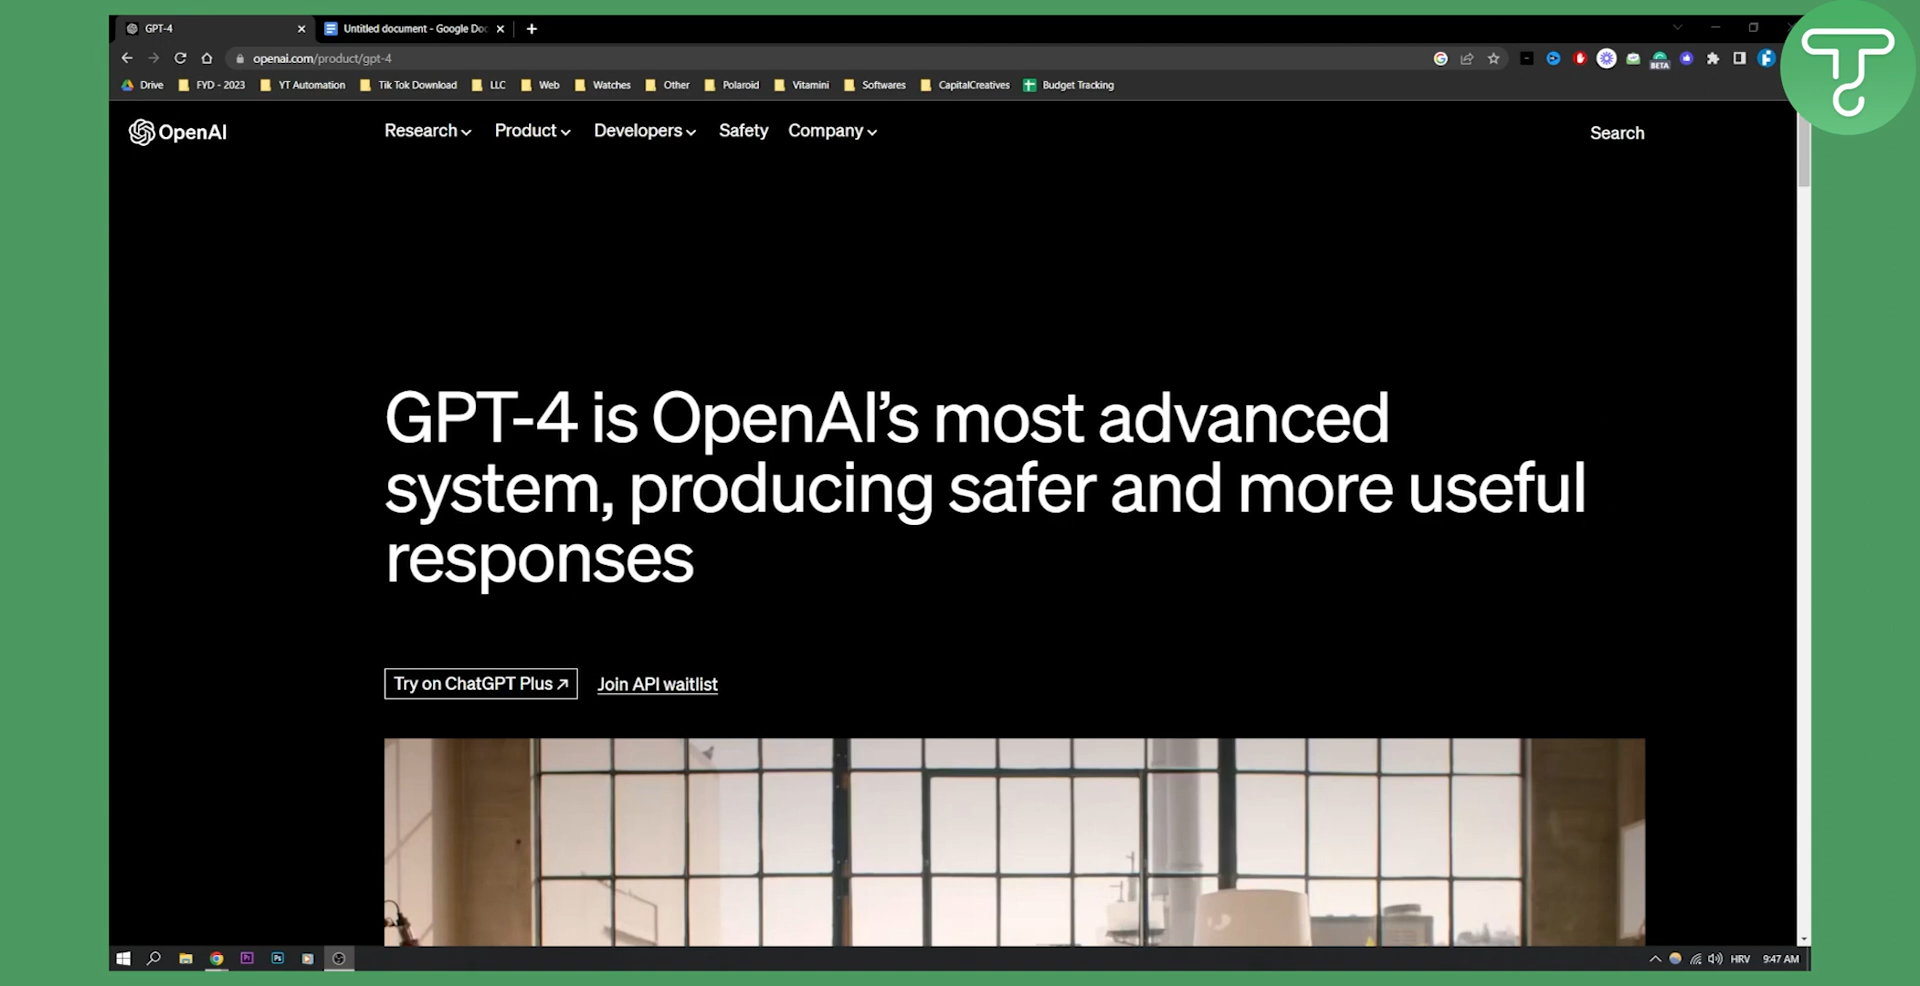 GPT-4
Untitled document - Google Doc
openai.com/product/gpt-4
BETA
Drive FYD - 2023 YT Automation Tik Tok Download LLC Web Watches Other Polaroid Vitamini Softwares CapitalCreatives Budget Tracking
OpenAI Research Product Developers Safety Company Search
GPT-4 is OpenAI’s most advanced
system, producing safer and more useful
responses
Try on ChatGPT Plus ↗ Join API waitlist
Pr Ps HRV 9:47 AM